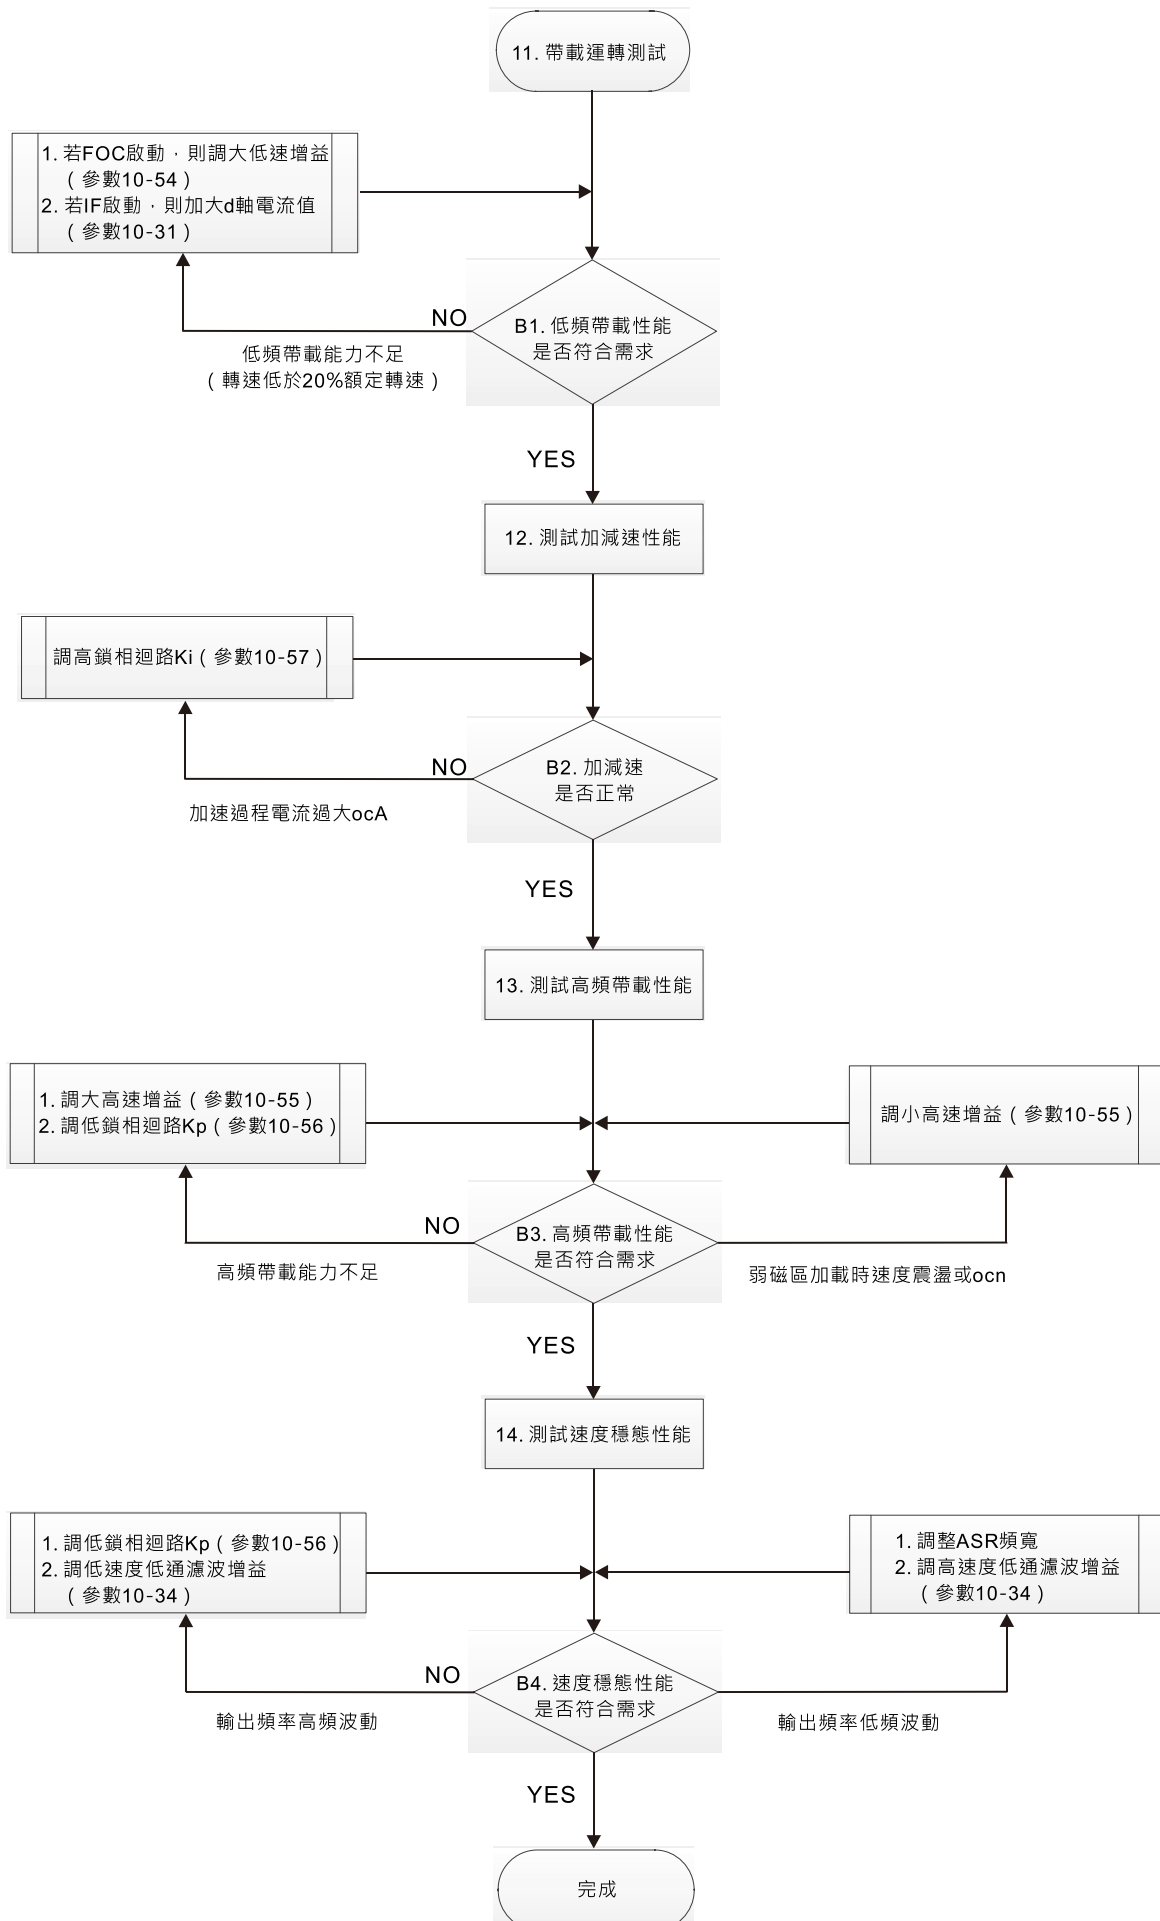 11. 帶載運轉測試
1. 若FOC啟動，則調大低速增益
（參數10-54）
2. 若IF啟動，則加大d軸電流值
（參數10-31）
NO
B1. 低頻帶載性能
是否符合需求
低頻帶載能力不足
（轉速低於20%額定轉速）
YES
12. 測試加減速性能
調高鎖相迴路Ki（參數10-57）
NO
B2. 加減速
是否正常
加速過程電流過大ocA
YES
13. 測試高頻帶載性能
1. 調大高速增益（參數10-55）
2. 調低鎖相迴路Kp（參數10-56）
調小高速增益（參數10-55）
NO
B3. 高頻帶載性能
是否符合需求
高頻帶載能力不足
弱磁區加載時速度震盪或ocn
YES
14. 測試速度穩態性能
1. 調低鎖相迴路Kp（參數10-56）
2. 調低速度低通濾波增益
（參數10-34）
1. 調整ASR頻寬
2. 調高速度低通濾波增益
（參數10-34）
NO
B4. 速度穩態性能
是否符合需求
輸出頻率高頻波動
輸出頻率低頻波動
YES
完成